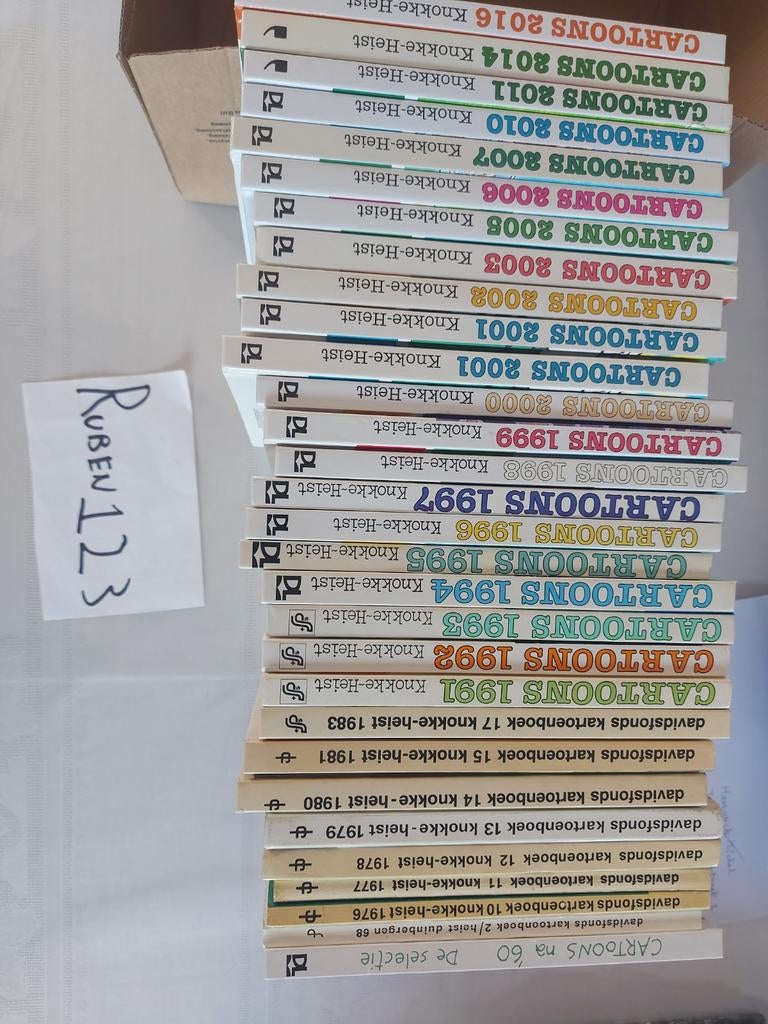 CARTOONS 2016 Knokke-Heist
CARTOONS 2014 Knokke-Heist
CARTOONS 2011 Knokke-Heist
CARTOONS 2010 Knokke-Heist
CARTOONS 2007 Knokke-Heist
CARTOONS 2006 Knokke-Heist
CARTOONS 2005 Knokke-Heist
CARTOONS 2003 Knokke-Heist
CARTOONS 2002 Knokke-Heist
CARTOONS 2001 Knokke-Heist
CARTOONS 2001 Knokke-Heist
CARTOONS 2000 Knokke-Heist
CARTOONS 1999 Knokke-Heist
CARTOONS 1998 Knokke-Heist
CARTOONS 1997 Knokke-Heist
CARTOONS 1996 Knokke-Heist
CARTOONS 1995 Knokke-Heist
CARTOONS 1994 Knokke-Heist
CARTOONS 1993 Knokke-Heist
CARTOONS 1992 Knokke-Heist
CARTOONS 1991 Knokke-Heist
davidsfonds kartoenboek 17 knokke-heist 1983
davidsfonds kartoenboek 15 knokke-heist 1981
davidsfonds kartoenboek 14 knokke-heist 1980
davidsfonds kartoenboek 13 knokke-heist 1979
davidsfonds kartoenboek 12 knokke-heist 1978
davidsfonds kartoenboek 11 knokke-heist 1977
davidsfonds kartoenboek 10 knokke-heist 1976
davidsfonds kartoonboek 2/heist duinbergen 68
CARTOONS na '60 De selectie
RUBEN123